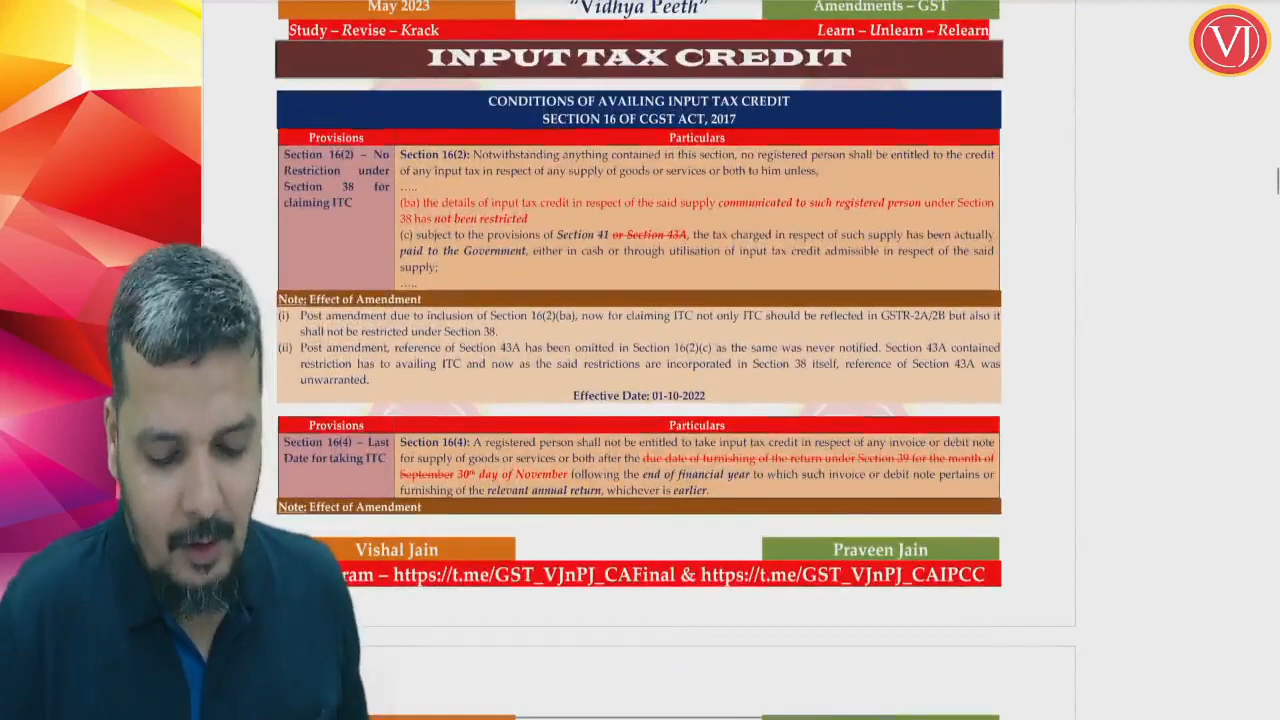 May 2023
"Vidhya Peeth"
Amendments – GST
Study – Revise – Krack
Learn – Unlearn – Relearn
VJ
INPUT TAX CREDIT
CONDITIONS OF AVAILING INPUT TAX CREDIT
SECTION 16 OF CGST ACT, 2017
Provisions
Particulars
Section 16(2) – No
Restriction under
Section 38 for
claiming ITC
Section 16(2): Notwithstanding anything contained in this section, no registered person shall be entitled to the credit
of any input tax in respect of any supply of goods or services or both to him unless,
.....
(ba) the details of input tax credit in respect of the said supply communicated to such registered person under Section
38 has not been restricted
(c) subject to the provisions of Section 41 or Section 43A, the tax charged in respect of such supply has been actually
paid to the Government, either in cash or through utilisation of input tax credit admissible in respect of the said
supply;
.....
Note: Effect of Amendment
(i) Post amendment due to inclusion of Section 16(2)(ba), now for claiming ITC not only ITC should be reflected in GSTR-2A/2B but also it
shall not be restricted under Section 38.
(ii) Post amendment, reference of Section 43A has been omitted in Section 16(2)(c) as the same was never notified. Section 43A contained
restriction has to availing ITC and now as the said restrictions are incorporated in Section 38 itself, reference of Section 43A was
unwarranted.
Effective Date: 01-10-2022
Provisions
Particulars
Section 16(4) – Last
Date for taking ITC
Section 16(4): A registered person shall not be entitled to take input tax credit in respect of any invoice or debit note
for supply of goods or services or both after the due date of furnishing of the return under Section 39 for the month of
September 30th day of November following the end of financial year to which such invoice or debit note pertains or
furnishing of the relevant annual return, whichever is earlier.
Note: Effect of Amendment
Vishal Jain
Praveen Jain
ram – https://t.me/GST_VJnPJ_CAFinal & https://t.me/GST_VJnPJ_CAIPCC